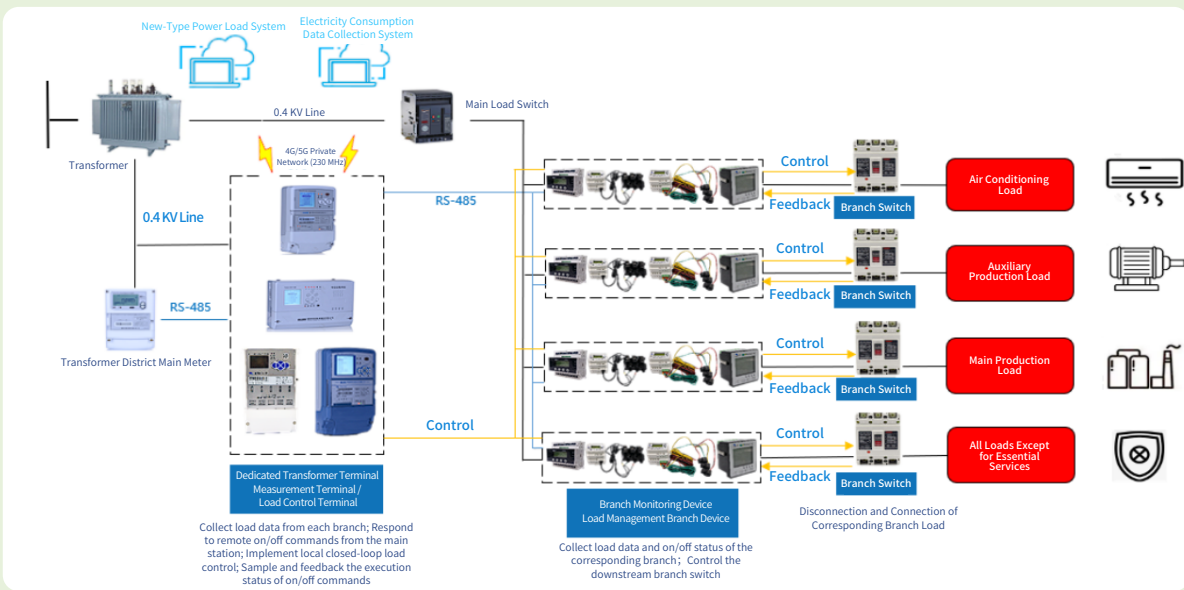 New-Type Power Load System
Electricity Consumption
Data Collection System
0.4 KV Line
Main Load Switch
Transformer
4G/5G Private
Network (230 MHz)
0.4 KV Line
RS-485
Transformer District Main Meter
RS-485
Control
Dedicated Transformer Terminal
Measurement Terminal /
Load Control Terminal
Collect load data from each branch; Respond
to remote on/off commands from the main
station; Implement local closed-loop load
control; Sample and feedback the execution
status of on/off commands
Control
Feedback
Branch Switch
Air Conditioning
Load
Control
Feedback
Branch Switch
Auxiliary
Production Load
Control
Feedback
Branch Switch
Main Production
Load
Control
Feedback
Branch Switch
All Loads Except
for Essential
Services
Branch Monitoring Device
Load Management Branch Device
Collect load data and on/off status of the
corresponding branch；Control the
downstream branch switch
Disconnection and Connection of
Corresponding Branch Load